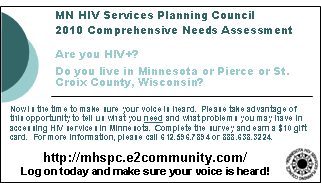 MN HIV Services Planning Council
2010 Comprehensive Needs Assessment
Are you HIV+?
Do you live in Minnesota or Pierce or St.
Croix County, Wisconsin?
Now is the time to make sure your voice is heard. Please take advantage of
this opportunity to tell us what you need and what problems you may have in
accessing HIV services in Minnesota. Complete the survey and earn a $10 gift
card. For more information, please call 612.596.7894 or 888.638.3224.
http://mhspc.e2community.com/
Log on today and make sure your voice is heard!